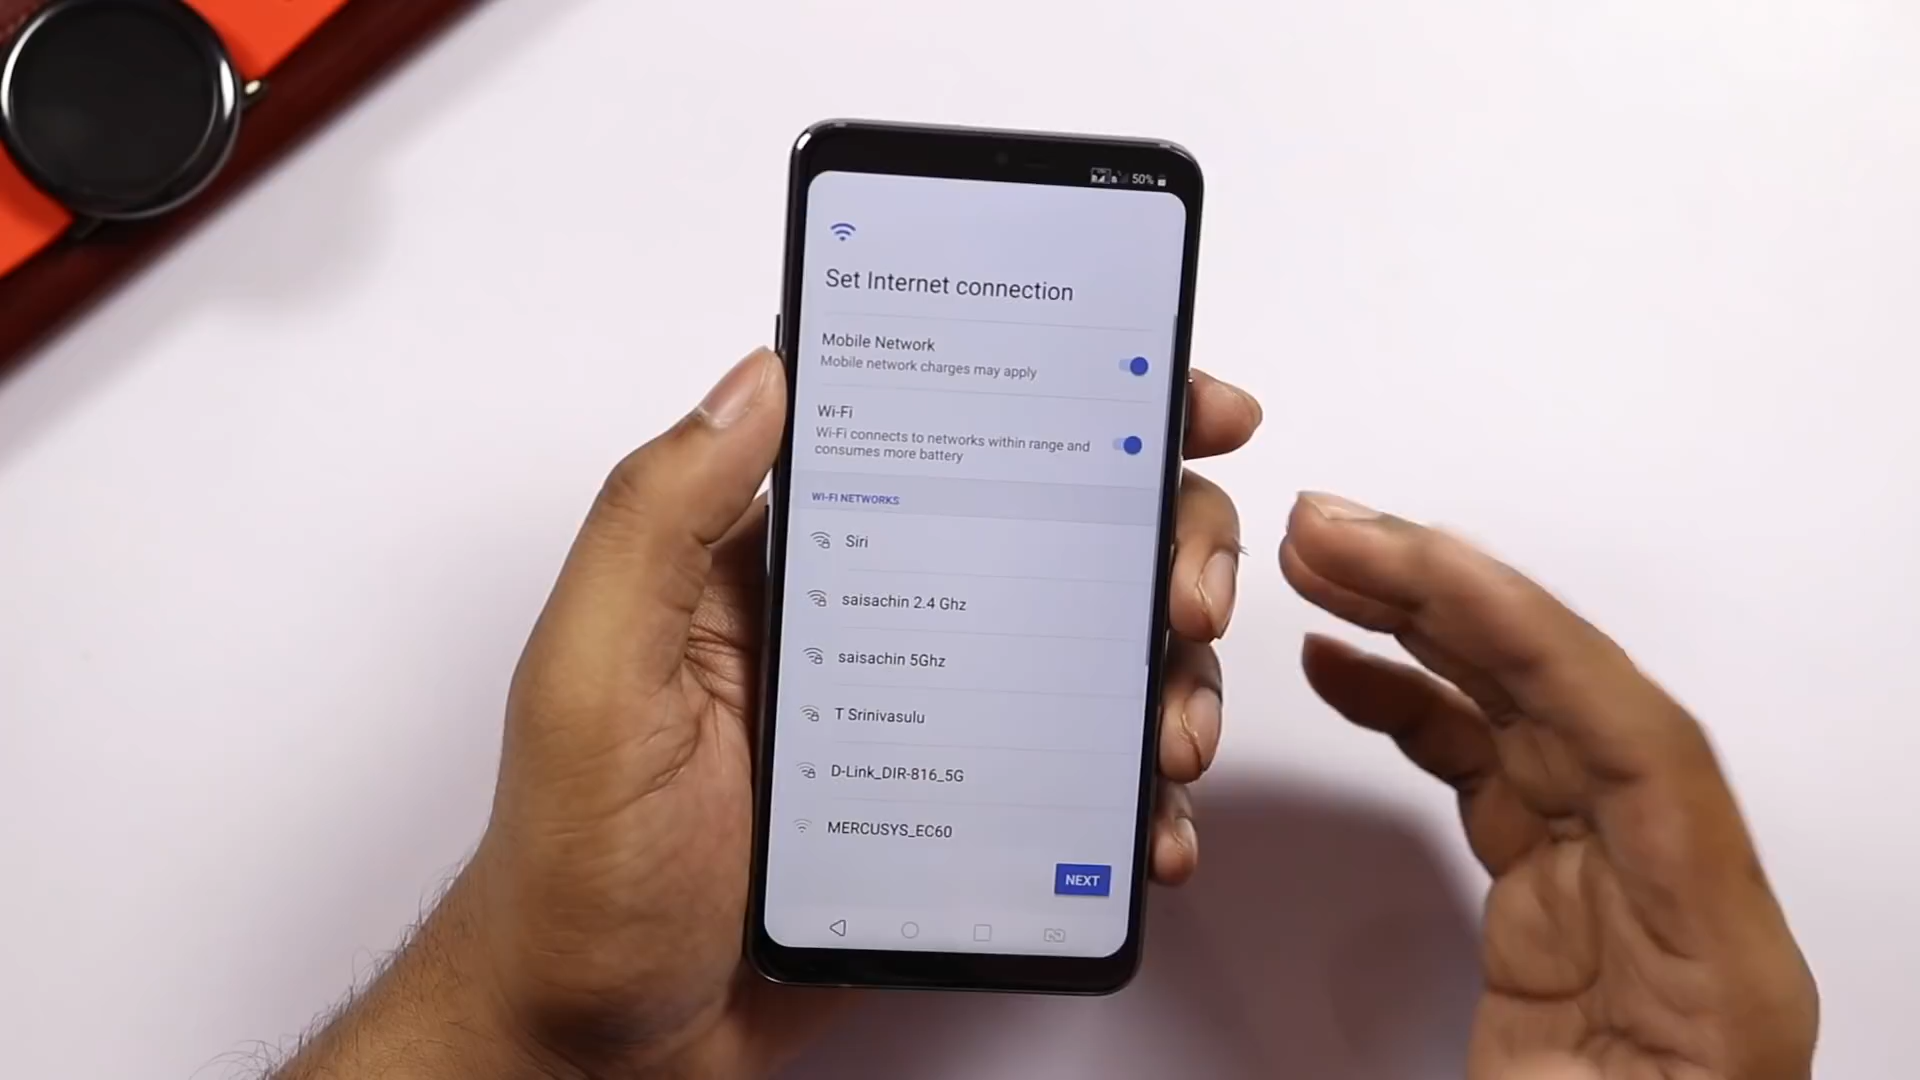 50%
Set Internet connection
Mobile Network
Mobile network charges may apply
Wi-Fi
Wi-Fi connects to networks within range and
consumes more battery
WI-FI NETWORKS
Siri
saisachin 2.4 Ghz
saisachin 5Ghz
T Srinivasulu
D-Link_DIR-816_5G
MERCUSYS_EC60
NEXT